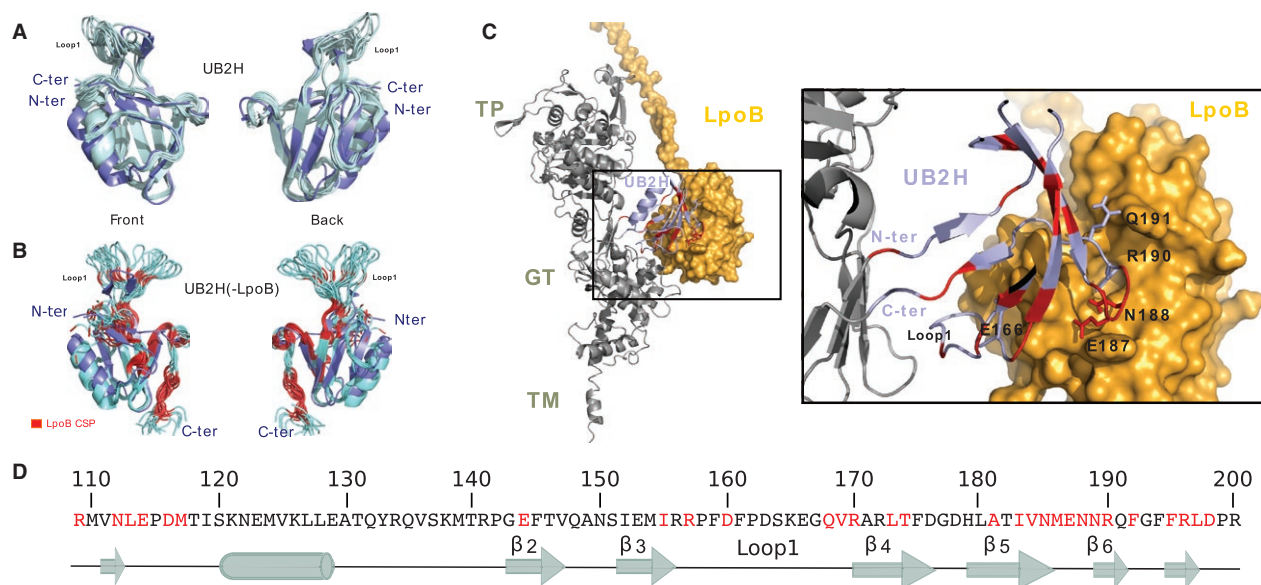 A
Loop1
Loop1
UB2H
C-ter
N-ter
C-ter
N-ter
Front
Back
B
Loop1
Loop1
UB2H(-LpoB)
N-ter
Nter
LpoB CSP
C-ter
C-ter
C
TP
LpoB
UB2H
GT
TM
LpoB
UB2H
Q191
N-ter
R190
C-ter
N188
Loop1
E166
E187
D
110 120 130 140 150 160 170 180 190 200
RMVNLEPDMTISKNEMVKLLEATQYRQVSKMTRPGEFTVQANSIEMIRRPFDFPDSKEGQVRARLTFDGDHLATIVNMENNRQFGFFRLDPR
β2 β3 Loop1 β4 β5 β6